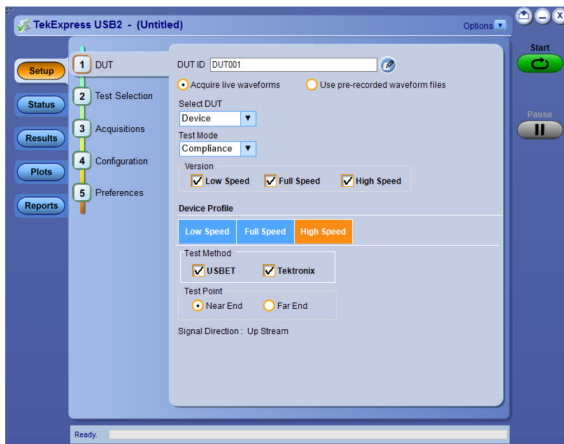 TekExpress USB2 - (Untitled)
Options
Start
Setup
Status
Results
Plots
Reports
1 DUT
2 Test Selection
3 Acquisitions
4 Configuration
5 Preferences
DUT ID DUT001
Acquire live waveforms Use pre-recorded waveform files
Select DUT
Device
Test Mode
Compliance
Version
Low Speed Full Speed High Speed
Device Profile
Low Speed Full Speed High Speed
Test Method
USBET Tektronix
Test Point
Near End Far End
Signal Direction : Up Stream
Pause
Ready.